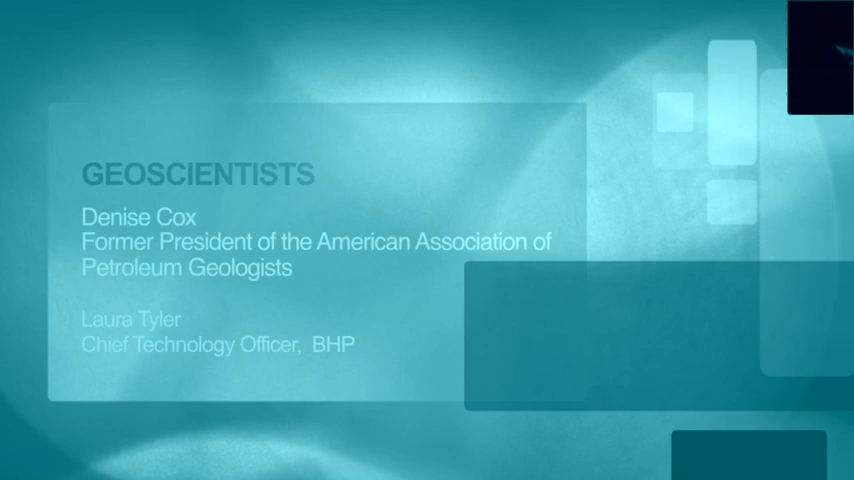 GEOSCIENTISTS
Denise Cox
Former President of the American Association of
Petroleum Geologists
Laura Tyler
Chief Technology Officer, BHP